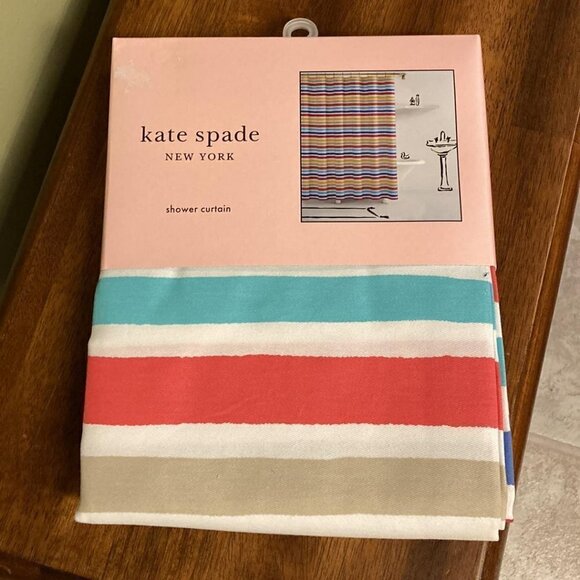 kate spade
NEW YORK
shower curtain